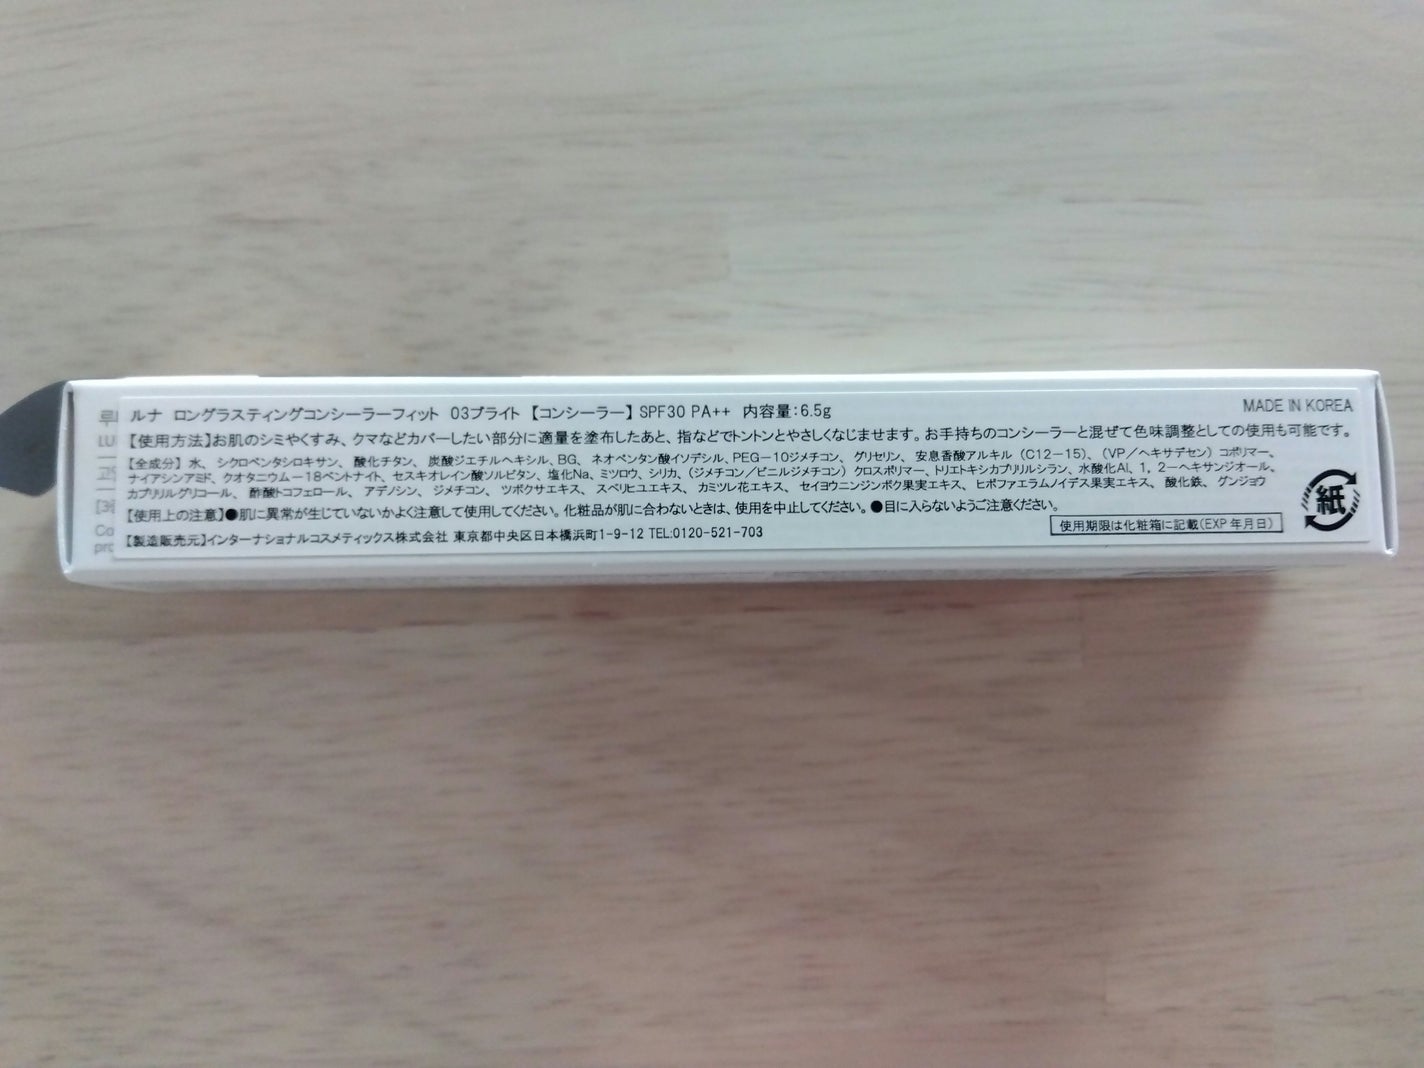 ルナ ロングラスティングコンシーラーフィット 03ブライト【コンシーラー】SPF30 PA++ 内容量:6.5g
MADE IN KOREA
【使用方法】お肌のシミやくすみ、クマなどカバーしたい部分に適量を塗布したあと、指などでトントンとやさしくなじませます。お手持ちのコンシーラーと混ぜて色味調整としての使用も可能です。
【全成分】水、シクロペンタシロキサン、酸化チタン、炭酸ジエチルヘキシル、BG、ネオペンタン酸イソデシル、PEG-10ジメチコン、グリセリン、安息香酸アルキル(C12-15)、(VP/ヘキサデセン)コポリマー、
ナイアシンアミド、クオタニウム-18ベントナイト、セスキオレイン酸ソルビタン、塩化Na、ミツロウ、シリカ、(ジメチコン/ビニルジメチコン)クロスポリマー、トリエトキシカプリリルシラン、水酸化Al、1,2-ヘキサンジオール、
カプリリルグリコール、酢酸トコフェロール、アデノシン、ジメチコン、ツボクサエキス、スベリヒユエキス、カミツレ花エキス、セイヨウニンジンボク果実エキス、ヒポファエラムノイデス果実エキス、酸化鉄、グンジョウ
【使用上の注意】●肌に異常が生じていないかよく注意して使用してください。化粧品が肌に合わないときは、使用を中止してください。●目に入らないようご注意ください。
使用期限は化粧箱に記載(EXP 年月日)
紙
【製造販売元】インターナショナルコスメティックス株式会社 東京都中央区日本橋浜町1-9-12 TEL:0120-521-703